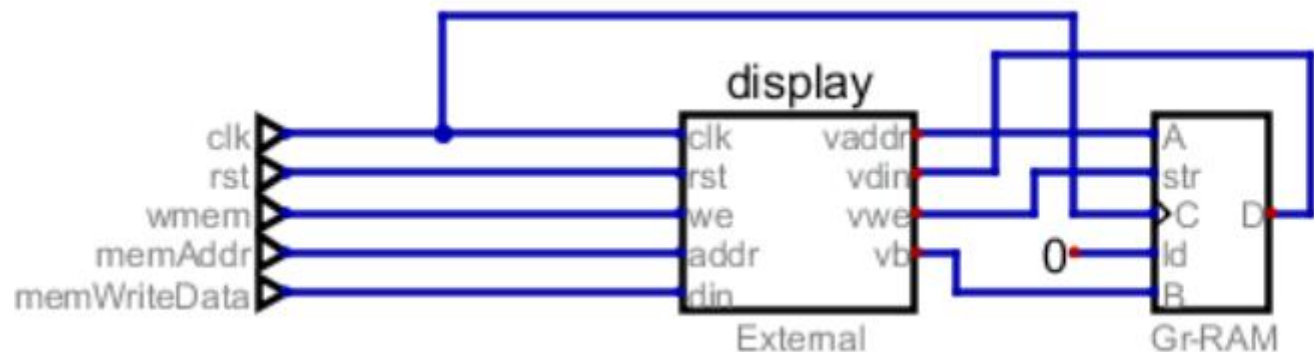 display
clk clk vaddr A
rst rst vdin str
wmem we vwe C D
memAddr addr vb 0 ld
memWriteData din B
External Gr-RAM